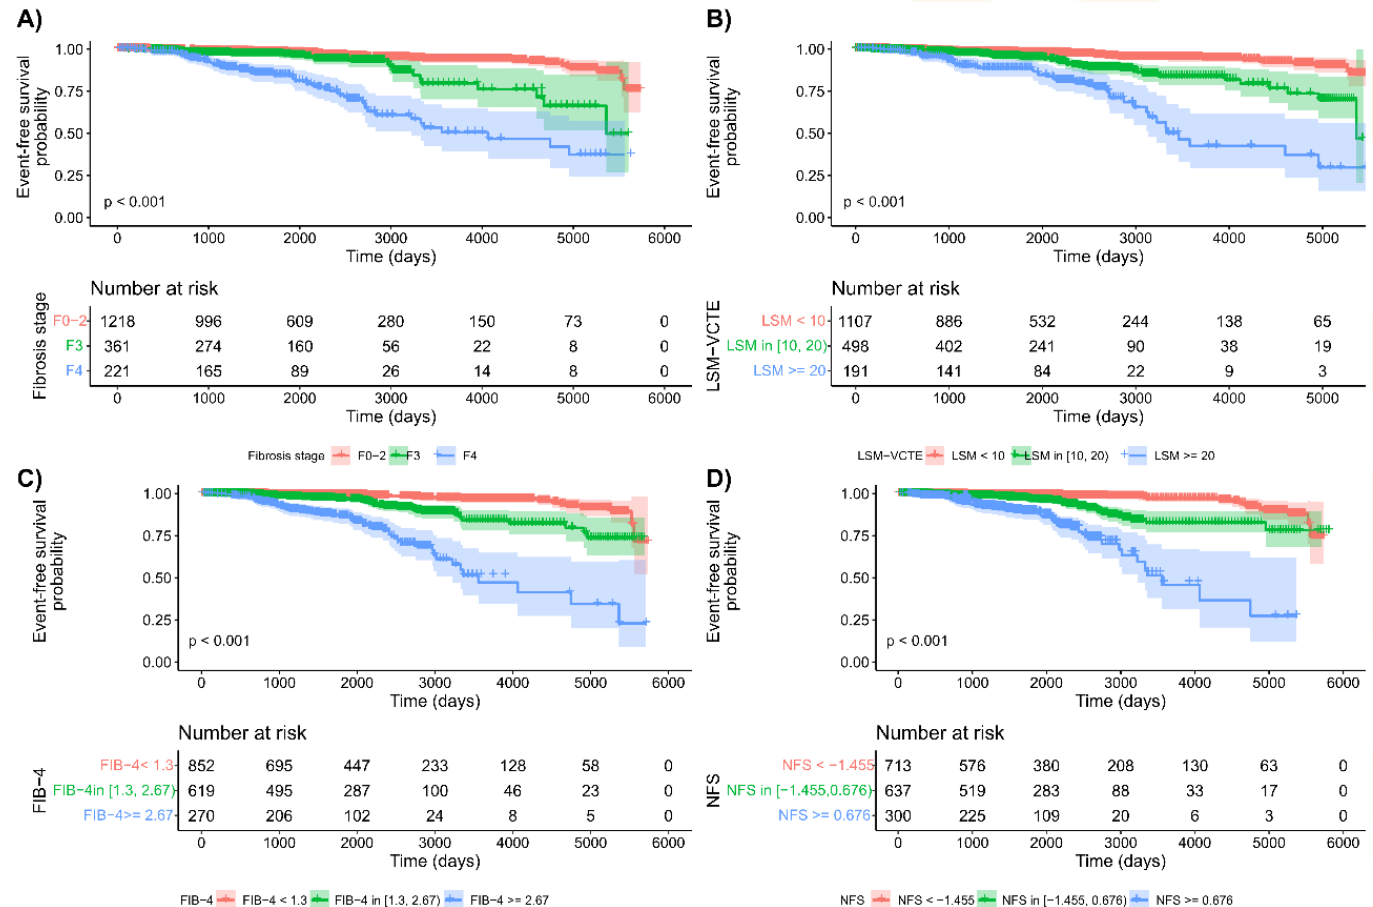 A)
Event-free survival
probability
1.00
0.75
0.50
0.25
0.00
p < 0.001
0 1000 2000 3000 4000 5000 6000
Time (days)
Number at risk
Fibrosis stage
F0−2 1218 996 609 280 150 73 0
F3 361 274 160 56 22 8 0
F4 221 165 89 26 14 8 0
0 1000 2000 3000 4000 5000 6000
Time (days)
Fibrosis stage F0−2 F3 F4
B)
Event-free survival
probability
1.00
0.75
0.50
0.25
0.00
p < 0.001
0 1000 2000 3000 4000 5000
Time (days)
Number at risk
LSM−VCTE
LSM < 10 1107 886 532 244 138 65
LSM in [10, 20) 498 402 241 90 38 19
LSM >= 20 191 141 84 22 9 3
0 1000 2000 3000 4000 5000
Time (days)
LSM−VCTE LSM < 10 LSM in [10, 20) LSM >= 20
C)
Event-free survival
probability
1.00
0.75
0.50
0.25
0.00
p < 0.001
0 1000 2000 3000 4000 5000 6000
Time (days)
Number at risk
FIB−4
FIB−4< 1.3 852 695 447 233 128 58 0
FIB−4in [1.3, 2.67) 619 495 287 100 46 23 0
FIB−4>= 2.67 270 206 102 24 8 5 0
0 1000 2000 3000 4000 5000 6000
Time (days)
FIB−4 FIB−4 < 1.3 FIB−4 in [1.3, 2.67) FIB−4 >= 2.67
D)
Event-free survival
probability
1.00
0.75
0.50
0.25
0.00
p < 0.001
0 1000 2000 3000 4000 5000 6000
Time (days)
Number at risk
NFS
NFS < −1.455 713 576 380 208 130 63 0
NFS in [−1.455,0.676) 637 519 283 88 33 17 0
NFS >= 0.676 300 225 109 20 6 3 0
0 1000 2000 3000 4000 5000 6000
Time (days)
NFS NFS < −1.455 NFS in [−1.455, 0.676) NFS >= 0.676